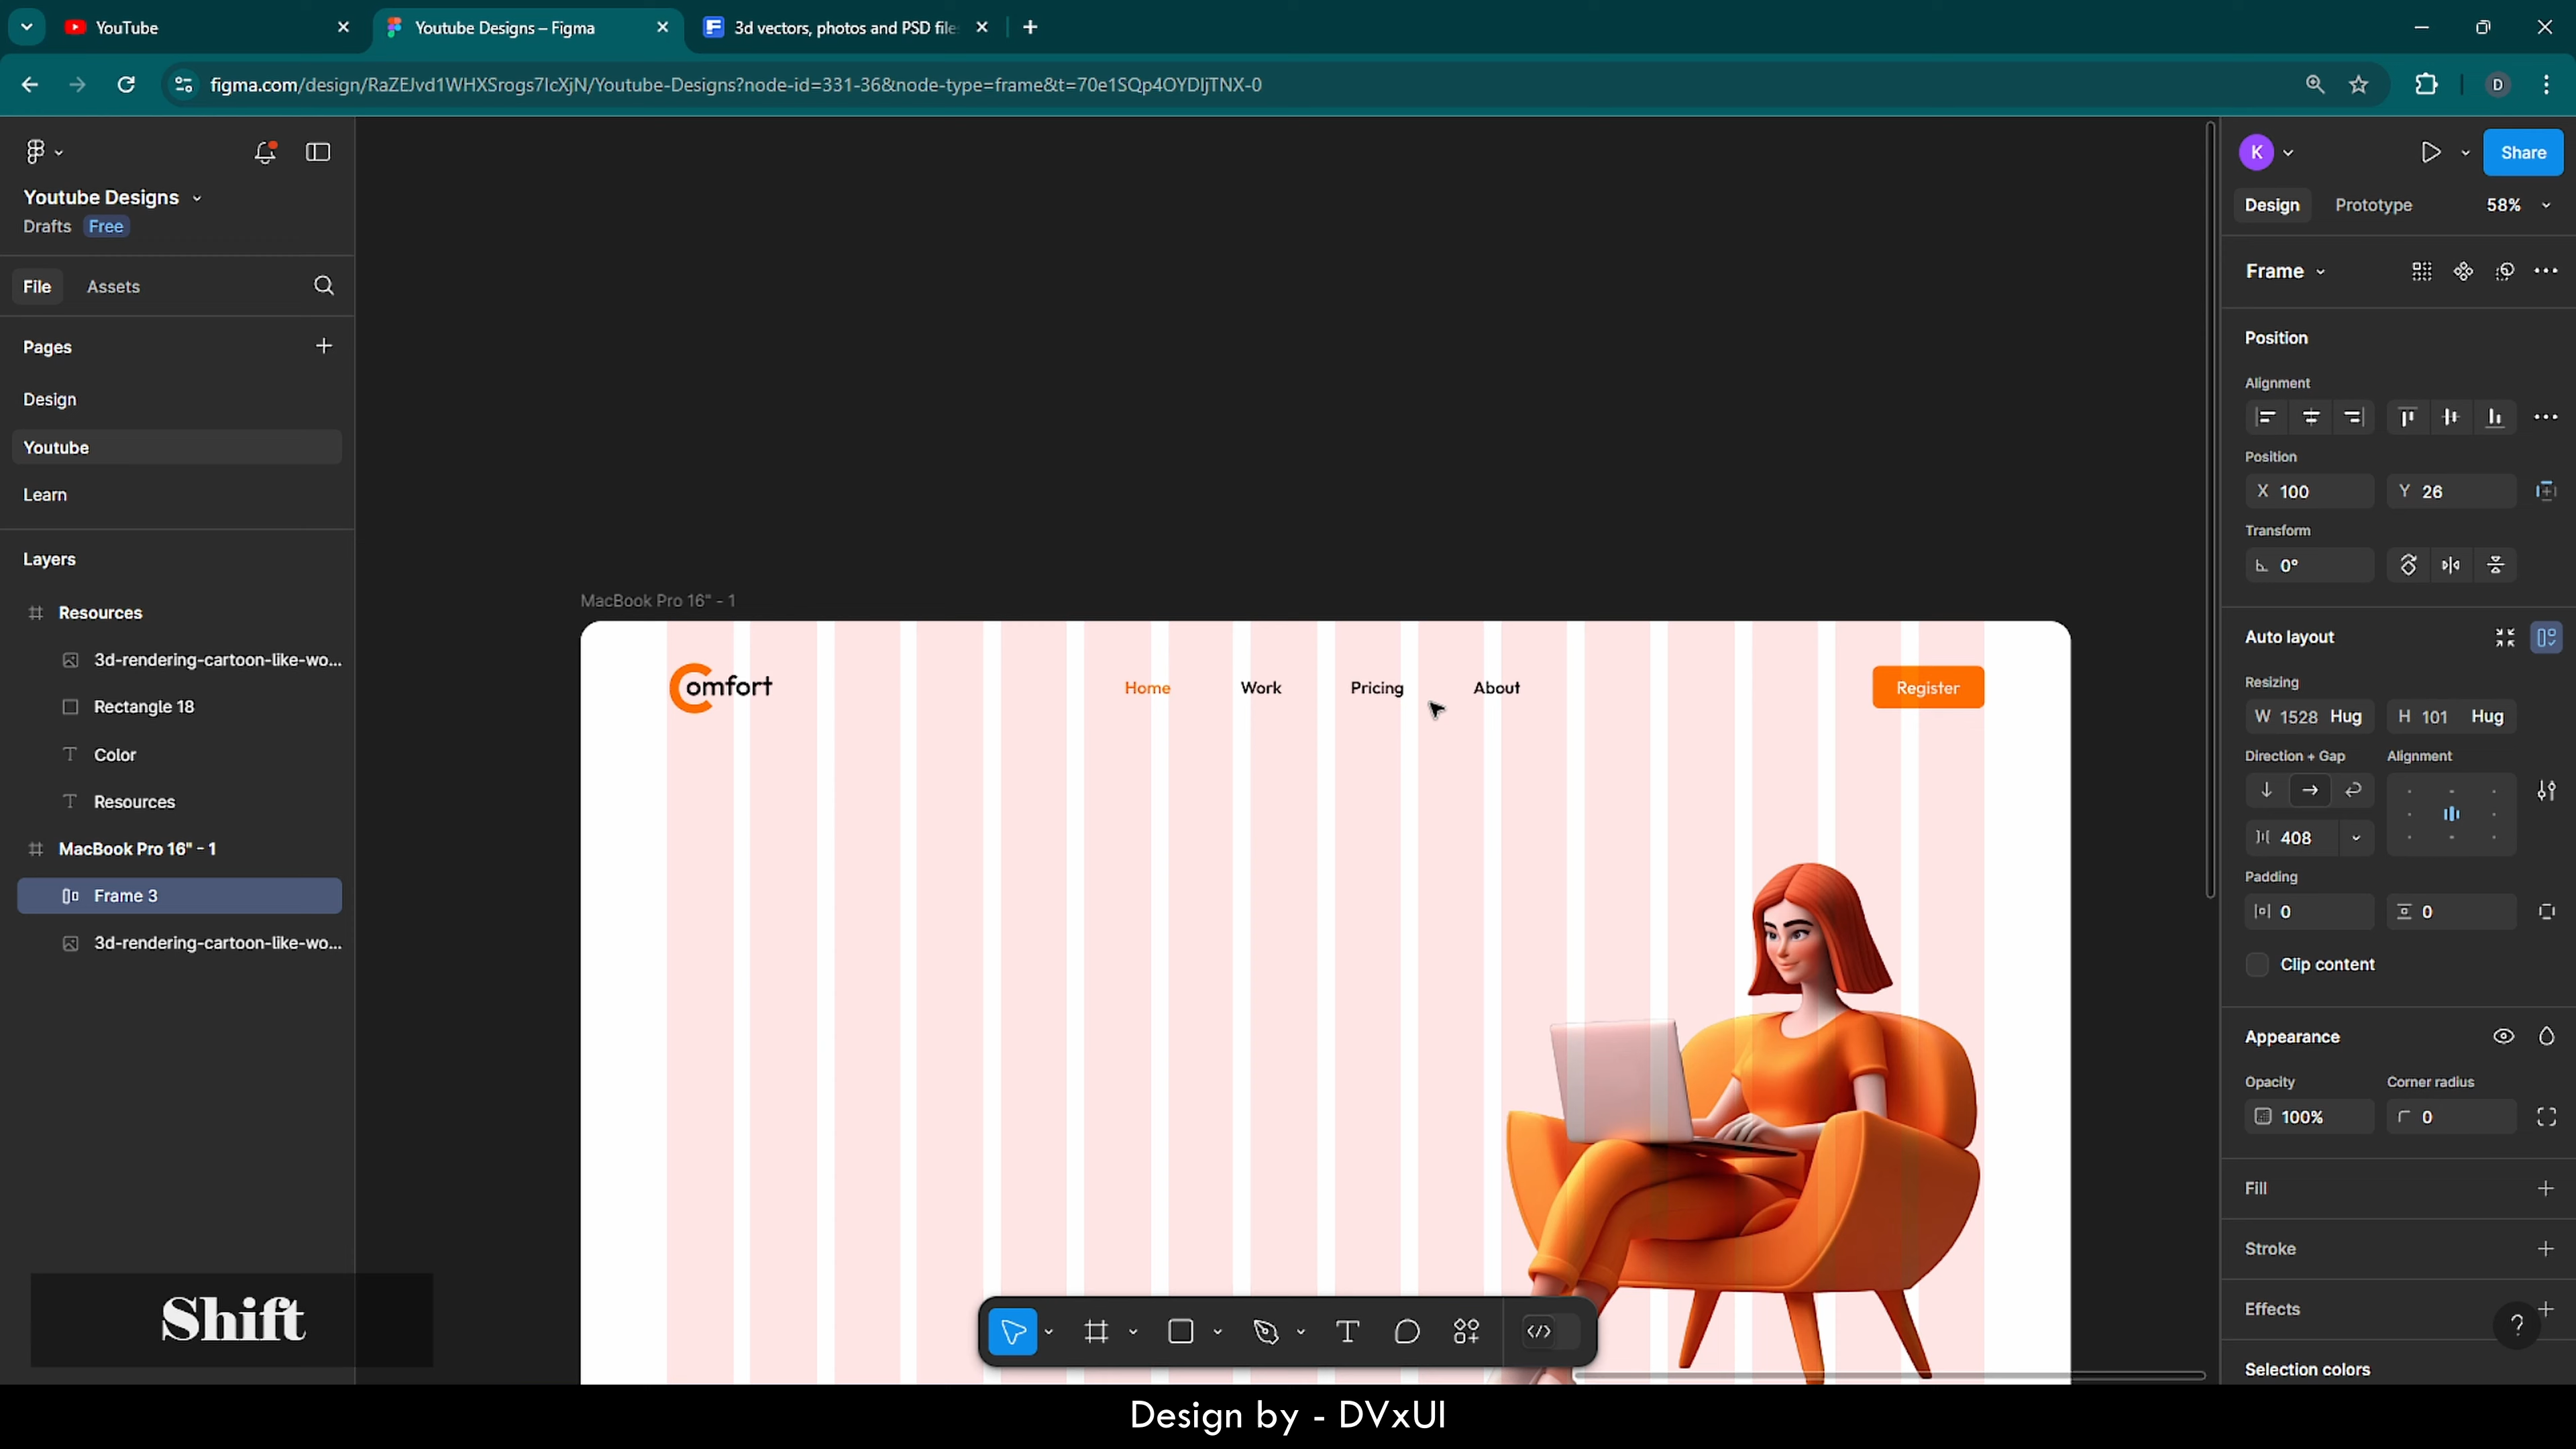 YouTube
Youtube Designs – Figma
3d vectors, photos and PSD file
figma.com/design/RaZEJvd1WHXSrogs7IcXjN/Youtube-Designs?node-id=331-36&node-type=frame&t=70e1SQp4OYDIjTNX-0
D
Youtube Designs
Drafts Free
File Assets
Pages
Design
Youtube
Learn
Layers
Resources
3d-rendering-cartoon-like-wo...
Rectangle 18
Color
Resources
MacBook Pro 16" - 1
Frame 3
3d-rendering-cartoon-like-wo...
Shift
MacBook Pro 16" - 1
Comfort
Home Work Pricing About
Register
K
Share
Design Prototype 58%
Frame
Position
Alignment
Position
X 100 Y 26
Transform
0°
Auto layout
Resizing
W 1528 Hug H 101 Hug
Direction + Gap Alignment
408
Padding
0 0
Clip content
Appearance
Opacity Corner radius
100% 0
Fill
Stroke
Effects
?
Selection colors
Design by - DVxUI